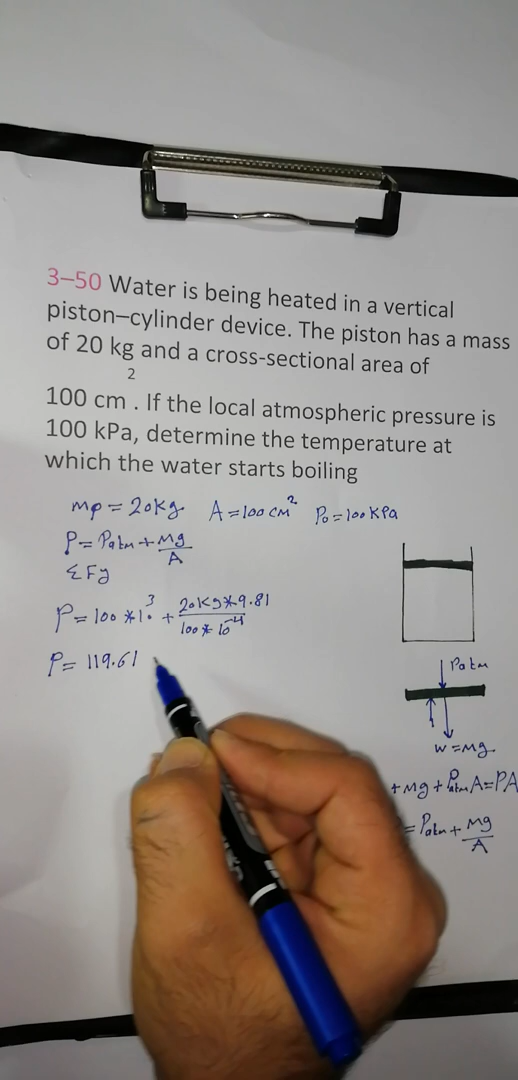 3–50 Water is being heated in a vertical
piston–cylinder device. The piston has a mass
of 20 kg and a cross-sectional area of
2
100 cm . If the local atmospheric pressure is
100 kPa, determine the temperature at
which the water starts boiling
mp = 20kg A = 100 cm² Po = 100 KPa
P = Patm + Mg/A
ΣFy
P = 100 * 10³ + 20kg*9.81/100*10⁻⁴
P = 119.61
Patm
W = Mg
+ Mg + Patm A = PA
= Patm + Mg/A